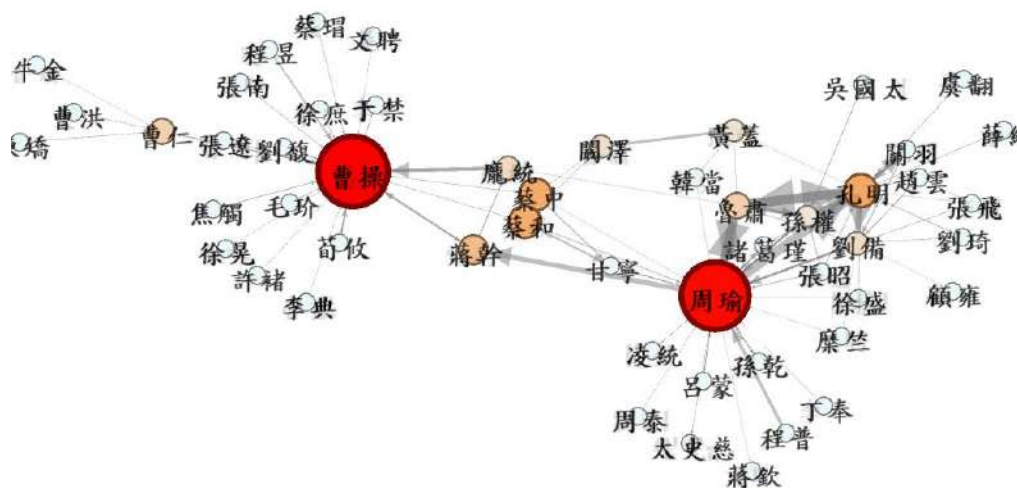 蔡瑁
文聘
程昱
牛金
張南
吳國太
虞翻
徐庶
于禁
曹洪
曹仁
黃蓋
闞澤
張遼
劉馥
關羽
曹操
龐統
韓當
趙雲
蔡中
孔明
毛玠
焦觸
魯肅
孫權
張飛
蔡和
徐晃
荀攸
蔣幹
諸葛瑾
劉備
劉琦
許褚
甘寧
張昭
李典
周瑜
徐盛
顧雍
糜竺
凌統
孫乾
呂蒙
丁奉
周泰
程普
太史慈
蔣欽